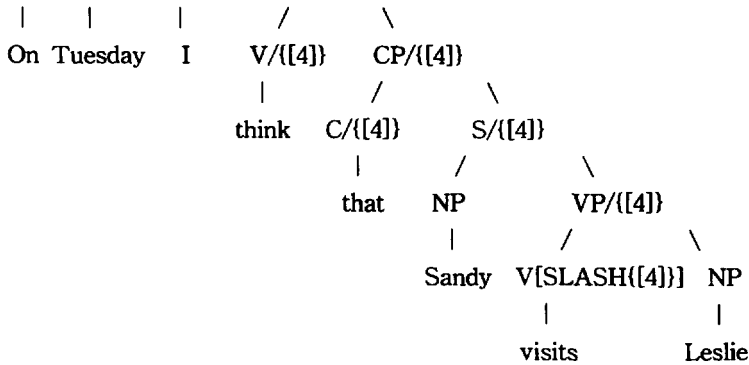 On Tuesday I V/{[4]} CP/{[4]}
think C/{[4]} S/{[4]}
that NP VP/{[4]}
Sandy V[SLASH{[4]}] NP
visits Leslie